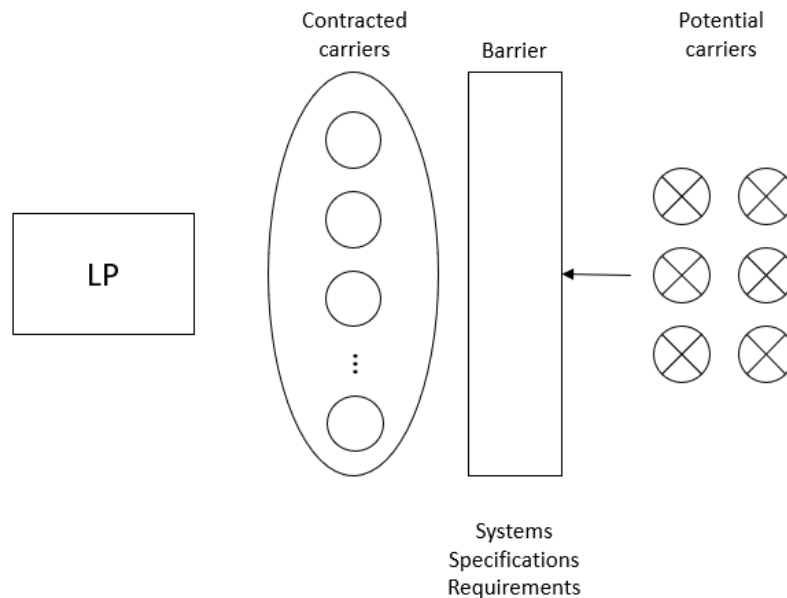 Contracted
carriers
Barrier
Potential
carriers
LP
...
Systems
Specifications
Requirements